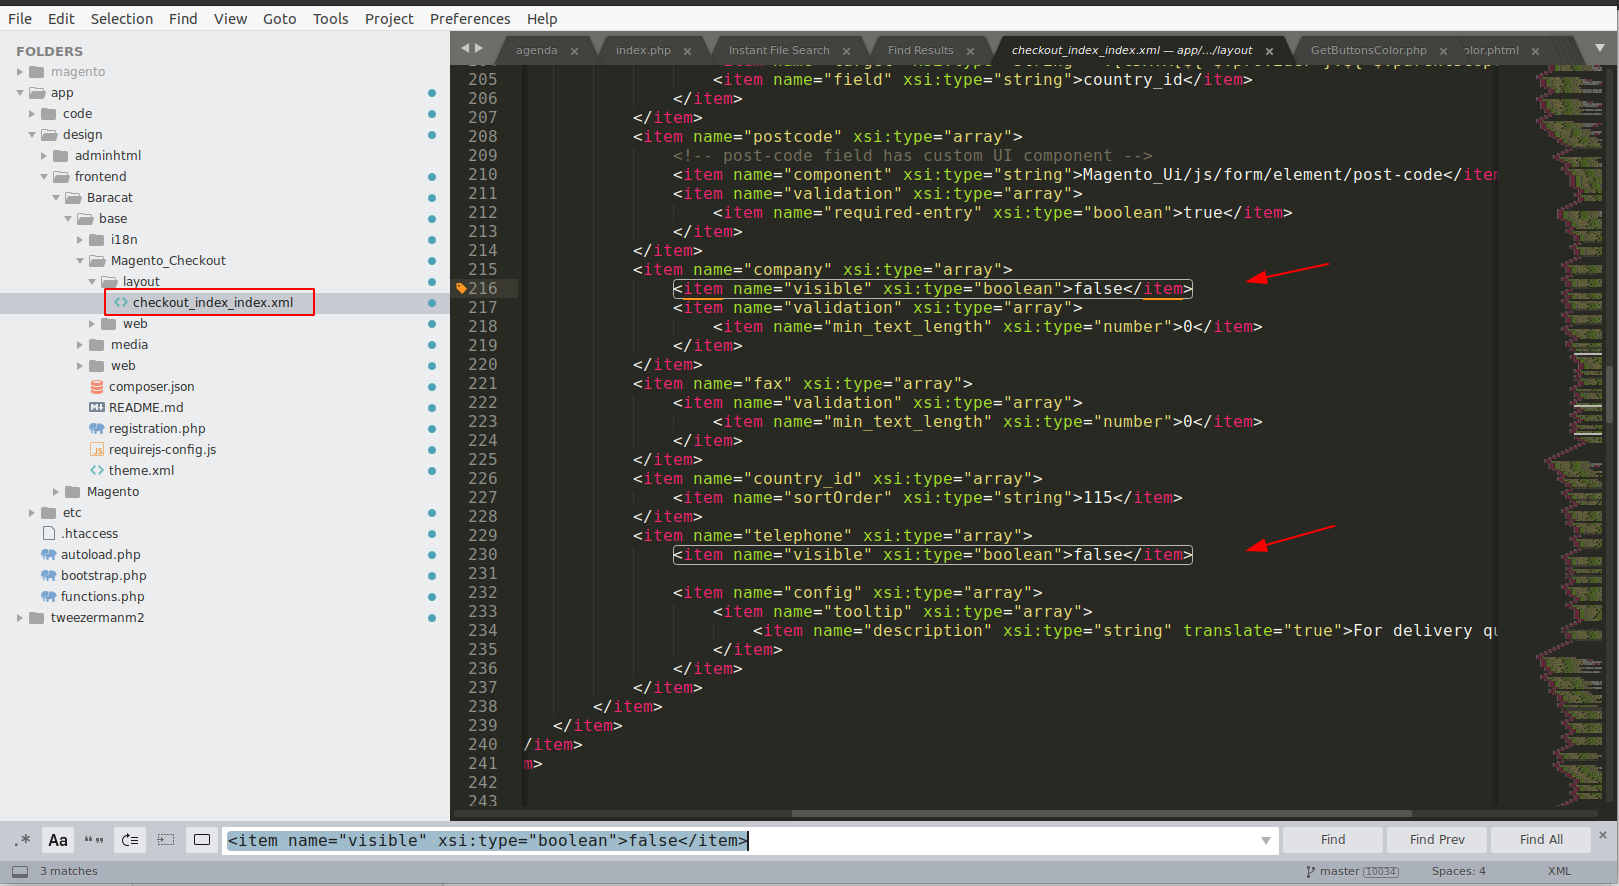 File Edit Selection Find View Goto Tools Project Preferences Help
FOLDERS
magento
app
code
design
adminhtml
frontend
Baracat
base
i18n
Magento_Checkout
layout
checkout_index_index.xml
web
media
web
composer.json
README.md
registration.php
requirejs-config.js
theme.xml
Magento
etc
.htaccess
autoload.php
bootstrap.php
functions.php
tweezermanm2
agenda × index.php × Instant File Search × Find Results × checkout_index_index.xml — app/.../layout × GetButtonsColor.php × olor.phtml ×
205 <item name="field" xsi:type="string">country_id</item>
206 </item>
207 </item>
208 <item name="postcode" xsi:type="array">
209 <!-- post-code field has custom UI component -->
210 <item name="component" xsi:type="string">Magento_Ui/js/form/element/post-code</item
211 <item name="validation" xsi:type="array">
212 <item name="required-entry" xsi:type="boolean">true</item>
213 </item>
214 </item>
215 <item name="company" xsi:type="array">
216 <item name="visible" xsi:type="boolean">false</item>
217 <item name="validation" xsi:type="array">
218 <item name="min_text_length" xsi:type="number">0</item>
219 </item>
220 </item>
221 <item name="fax" xsi:type="array">
222 <item name="validation" xsi:type="array">
223 <item name="min_text_length" xsi:type="number">0</item>
224 </item>
225 </item>
226 <item name="country_id" xsi:type="array">
227 <item name="sortOrder" xsi:type="string">115</item>
228 </item>
229 <item name="telephone" xsi:type="array">
230 <item name="visible" xsi:type="boolean">false</item>
231
232 <item name="config" xsi:type="array">
233 <item name="tooltip" xsi:type="array">
234 <item name="description" xsi:type="string" translate="true">For delivery qu
235 </item>
236 </item>
237 </item>
238 </item>
239 </item>
240 /item>
241 m>
242
243
.* Aa “” <item name="visible" xsi:type="boolean">false</item> Find Find Prev Find All ×
3 matches master 10034 Spaces: 4 XML